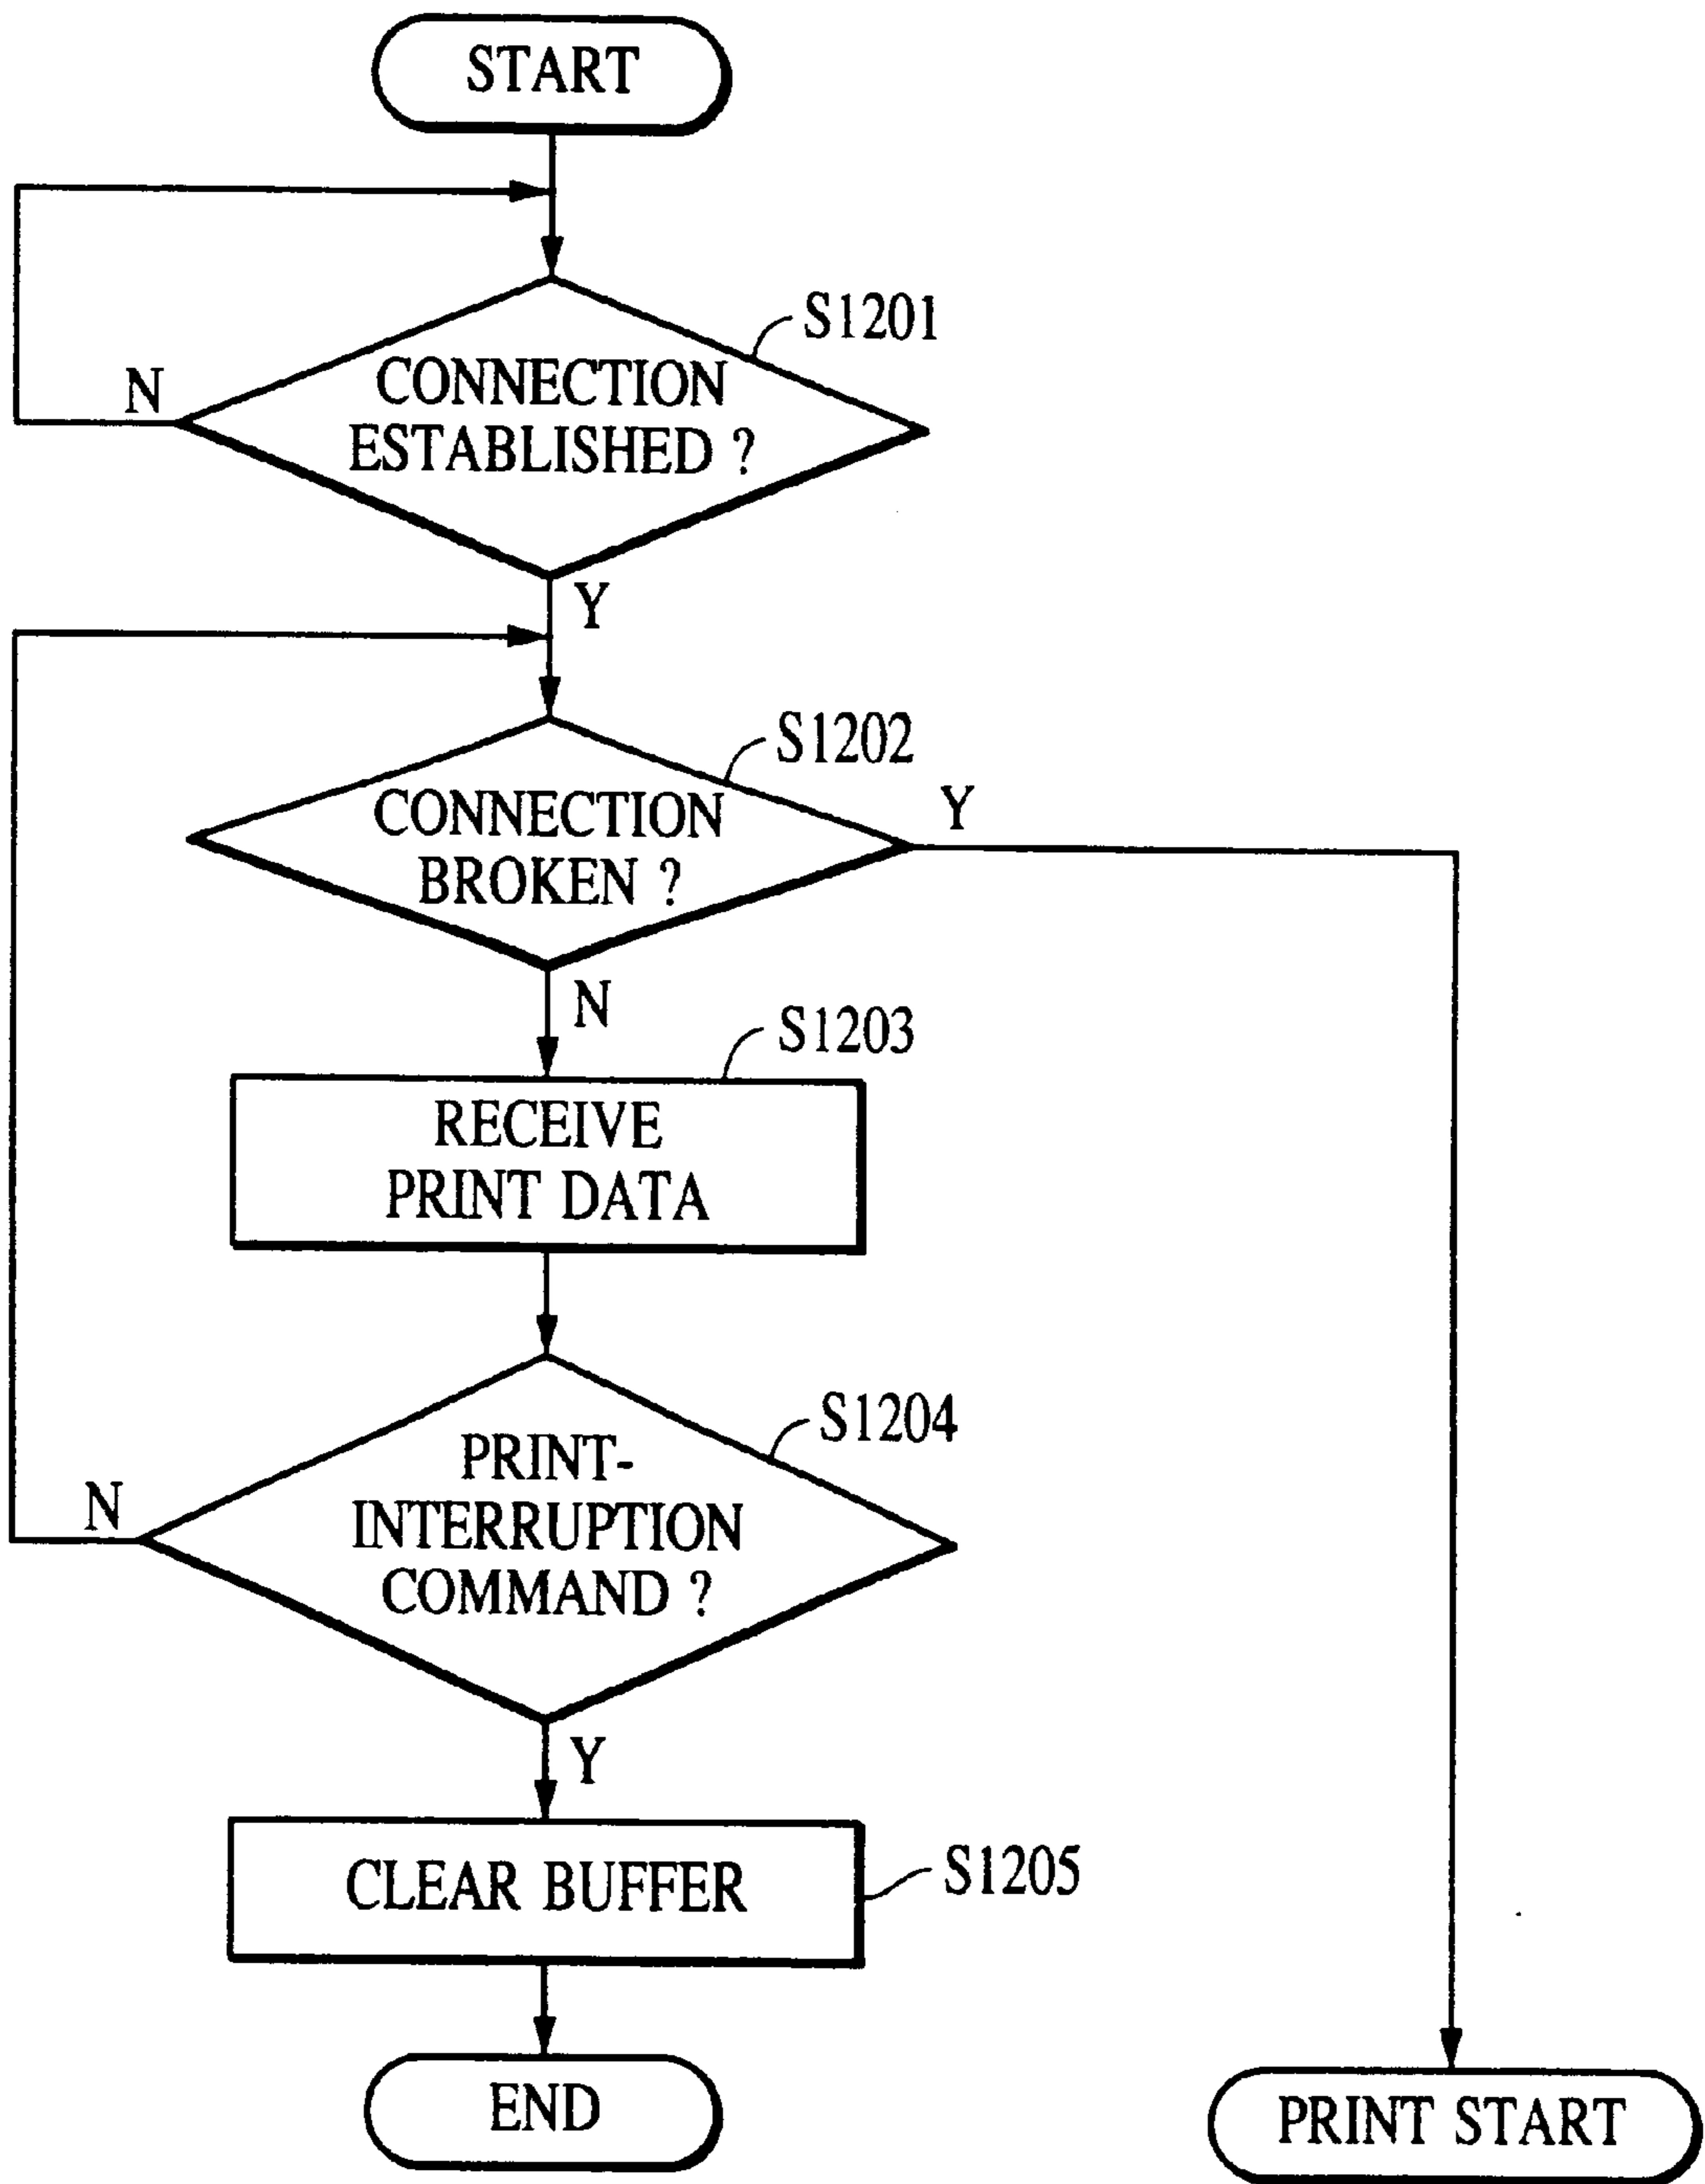 START
S1201
N
CONNECTION
ESTABLISHED ?
Y
S1202
Y
CONNECTION
BROKEN ?
N
S1203
RECEIVE
PRINT DATA
S1204
PRINT-
INTERRUPTION
COMMAND ?
N
Y
CLEAR BUFFER
S1205
END
PRINT START